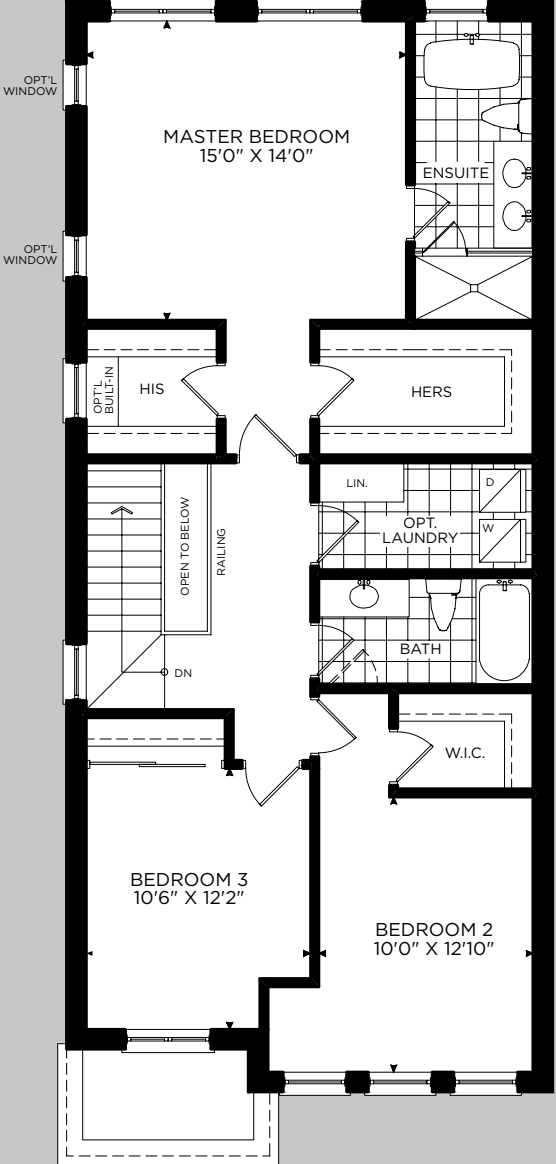 OPT'L
WINDOW
MASTER BEDROOM
15'0" X 14'0"
ENSUITE
OPT'L
WINDOW
OPT'L
BUILT-IN
HIS
HERS
LIN.
D
W
OPT.
LAUNDRY
OPEN TO BELOW
RAILING
BATH
DN
W.I.C.
BEDROOM 3
10'6" X 12'2"
BEDROOM 2
10'0" X 12'10"